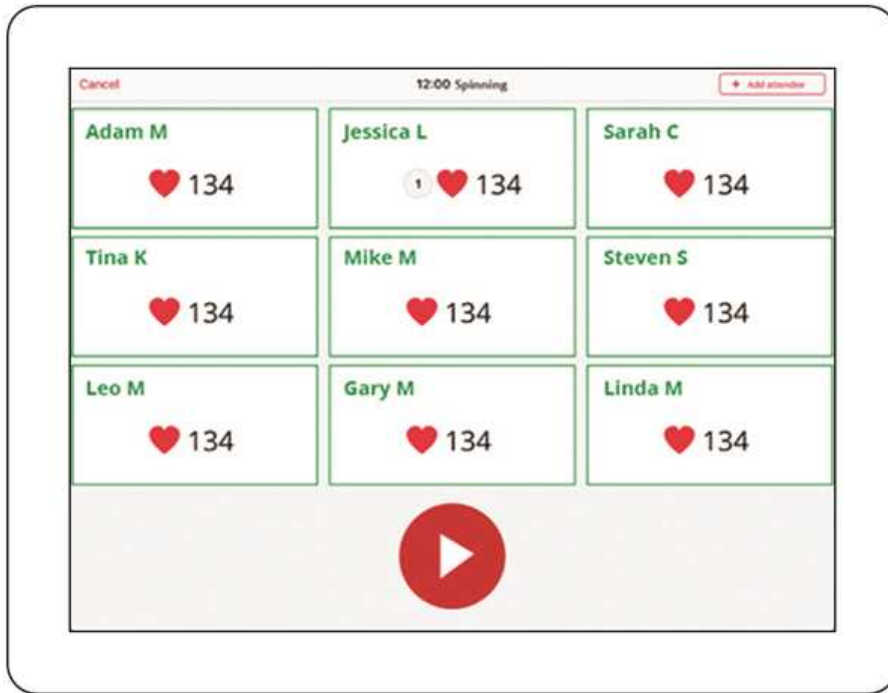 Cancel 12:00 Spinning + Add attendee
Adam M Jessica L Sarah C
134 1 134 134
Tina K Mike M Steven S
134 134 134
Leo M Gary M Linda M
134 134 134